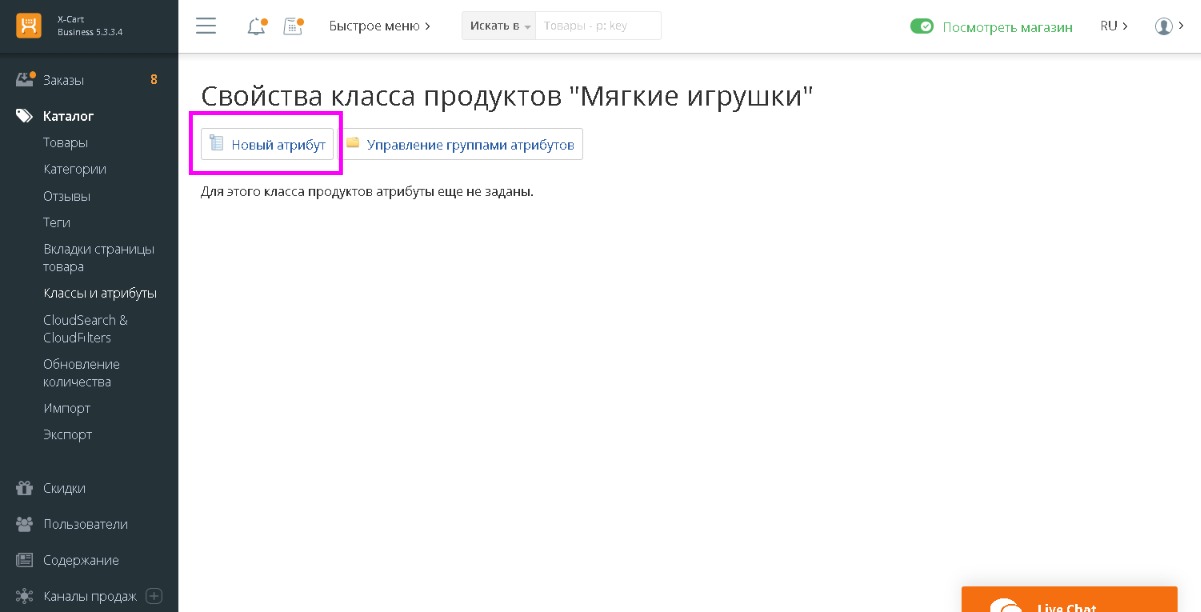 X-Cart
Business 5.3.3.4
Быстрое меню
Искать в
Товары - p: key
Посмотреть магазин
RU
Заказы 8
Каталог
Товары
Категории
Отзывы
Теги
Вкладки страницы
товара
Классы и атрибуты
CloudSearch &
CloudFilters
Обновление
количества
Импорт
Экспорт
Скидки
Пользователи
Содержание
Каналы продаж
Свойства класса продуктов "Мягкие игрушки"
Новый атрибут
Управление группами атрибутов
Для этого класса продуктов атрибуты еще не заданы.
Live Chat